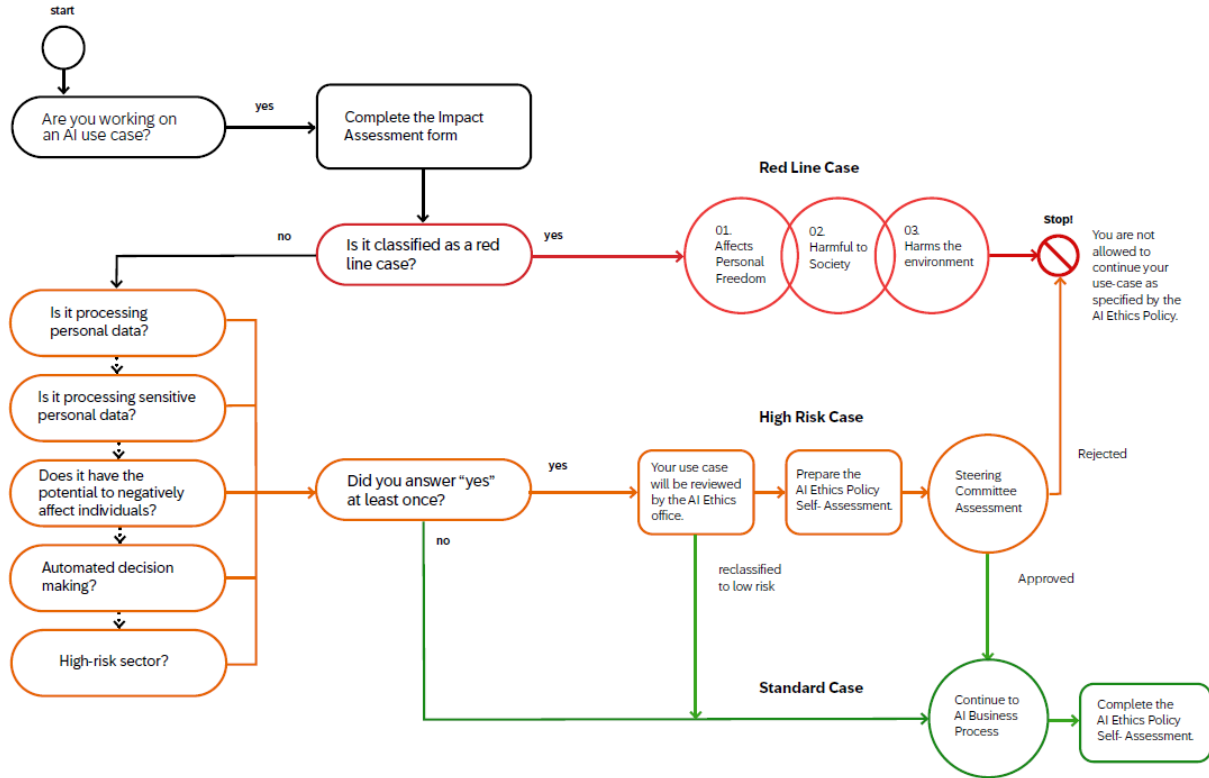 start
Are you working on
an AI use case?
yes
Complete the Impact
Assessment form
Red Line Case
no
Is it classified as a red
line case?
yes
01.
Affects
Personal
Freedom
02.
Harmful to
Society
03.
Harms the
environment
Stop!
You are not
allowed to
continue your
use-case as
specified by the
AI Ethics Policy.
Is it processing
personal data?
Is it processing sensitive
personal data?
Does it have the
potential to negatively
affect individuals?
Automated decision
making?
High-risk sector?
Did you answer “yes”
at least once?
yes
no
High Risk Case
Your use case
will be reviewed
by the AI Ethics
office.
Prepare the
AI Ethics Policy
Self- Assessment.
Steering
Committee
Assessment
Rejected
reclassified
to low risk
Approved
Standard Case
Continue to
AI Business
Process
Complete the
AI Ethics Policy
Self- Assessment.